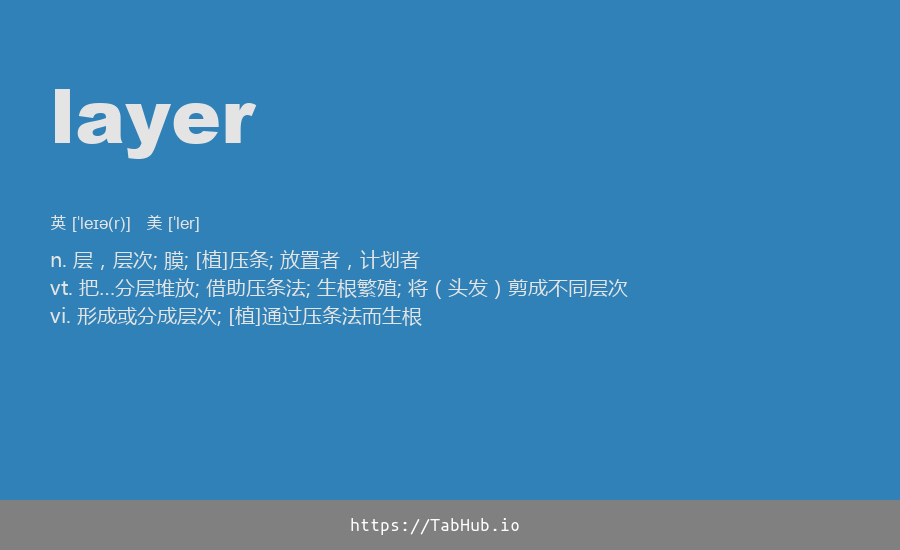 layer
英 [ˈleɪə(r)] 美 [ˈler]
n. 层，层次; 膜; [植]压条; 放置者，计划者
vt. 把...分层堆放; 借助压条法; 生根繁殖; 将（头发）剪成不同层次
vi. 形成或分成层次; [植]通过压条法而生根
https://TabHub.io